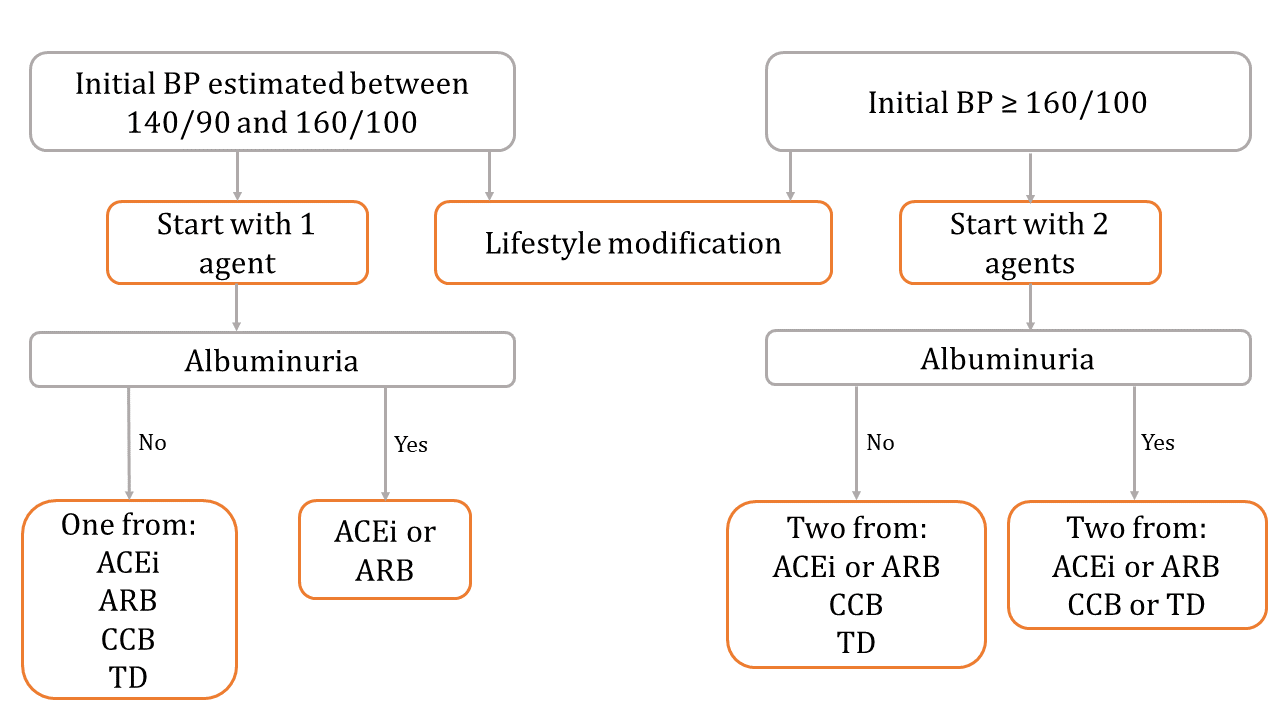 Initial BP estimated between
140/90 and 160/100
Initial BP ≥ 160/100
Start with 1
agent
Lifestyle modification
Start with 2
agents
Albuminuria
Albuminuria
No
Yes
No
Yes
One from:
ACEi
ARB
CCB
TD
ACEi or
ARB
Two from:
ACEi or ARB
CCB
TD
Two from:
ACEi or ARB
CCB or TD